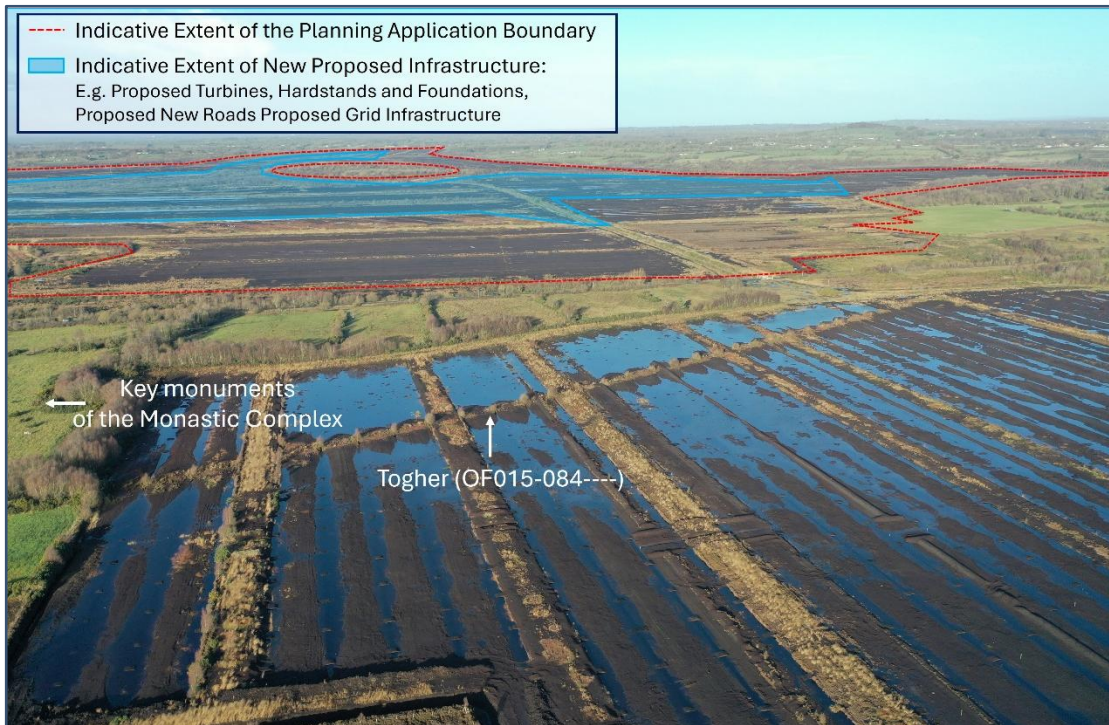 Indicative Extent of the Planning Application Boundary
Indicative Extent of New Proposed Infrastructure:
E.g. Proposed Turbines, Hardstands and Foundations,
Proposed New Roads Proposed Grid Infrastructure
Key monuments
of the Monastic Complex
Togher (OF015-084----)